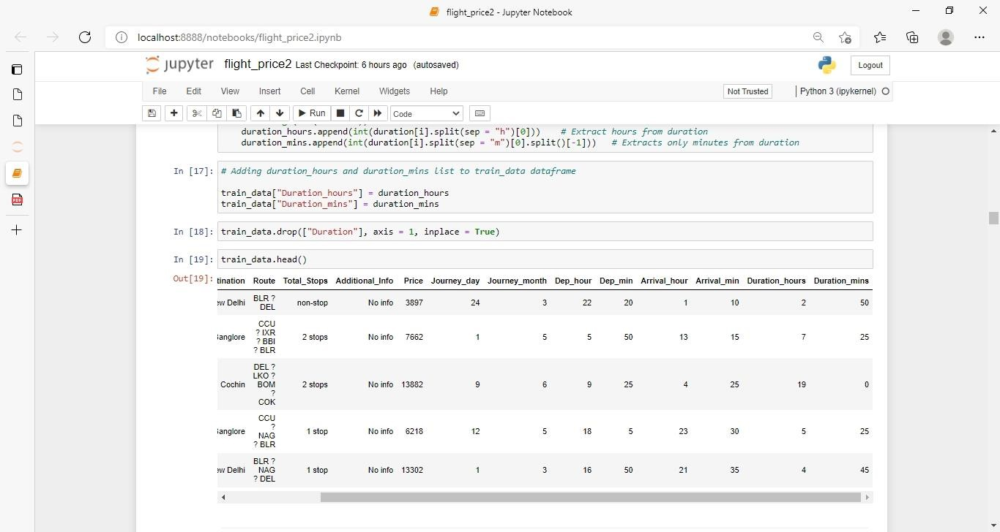 flight_price2 - Jupyter Notebook
localhost:8888/notebooks/flight_price2.ipynb
jupyter flight_price2 Last Checkpoint: 6 hours ago (autosaved)
Logout
File Edit View Insert Cell Kernel Widgets Help
Not Trusted Python 3 (ipykernel)
Run Code
duration_hours.append(int(duration[i].split(sep = "h")[0])) # Extract hours from duration
duration_mins.append(int(duration[i].split(sep = "m")[0].split()[-1])) # Extracts only minutes from duration
In [17]: # Adding duration_hours and duration_mins list to train_data dataframe
train_data["Duration_hours"] = duration_hours
train_data["Duration_mins"] = duration_mins
In [18]: train_data.drop(["Duration"], axis = 1, inplace = True)
In [19]: train_data.head()
Out[19]: tination Route Total_Stops Additional_Info Price Journey_day Journey_month Dep_hour Dep_min Arrival_hour Arrival_min Duration_hours Duration_mins
ew Delhi BLR ? DEL non-stop No info 3897 24 3 22 20 1 10 2 50
Banglore CCU ? IXR ? BBI ? BLR 2 stops No info 7662 1 5 5 50 13 15 7 25
Cochin DEL ? LKO ? BOM ? COK 2 stops No info 13882 9 6 9 25 4 25 19 0
Banglore CCU ? NAG ? BLR 1 stop No info 6218 12 5 18 5 23 30 5 25
ew Delhi BLR ? NAG ? DEL 1 stop No info 13302 1 3 16 50 21 35 4 45
PDF